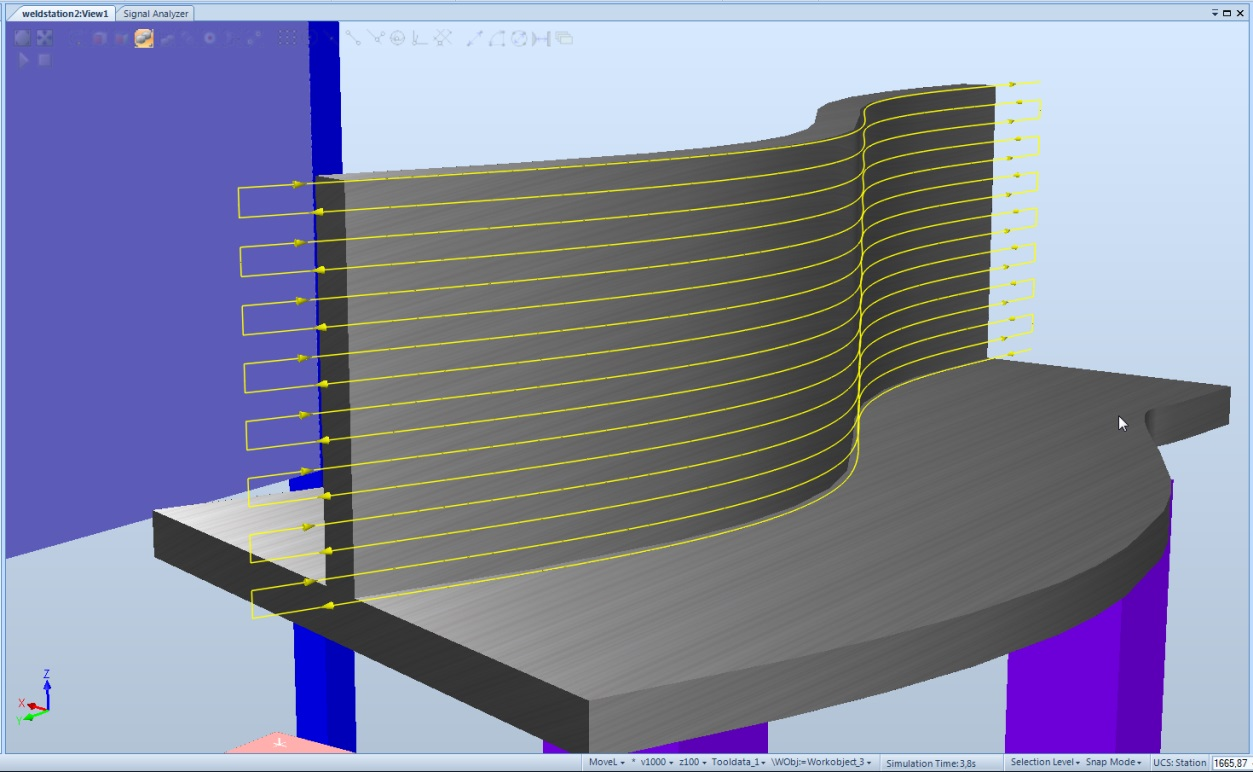 weldstation2:View1 Signal Analyzer
Z
X
Y
MoveL * v1000 z100 Tooldata_1 \WObj:=Workobject_3 Simulation Time: 3,8s Selection Level Snap Mode UCS: Station 1665,87